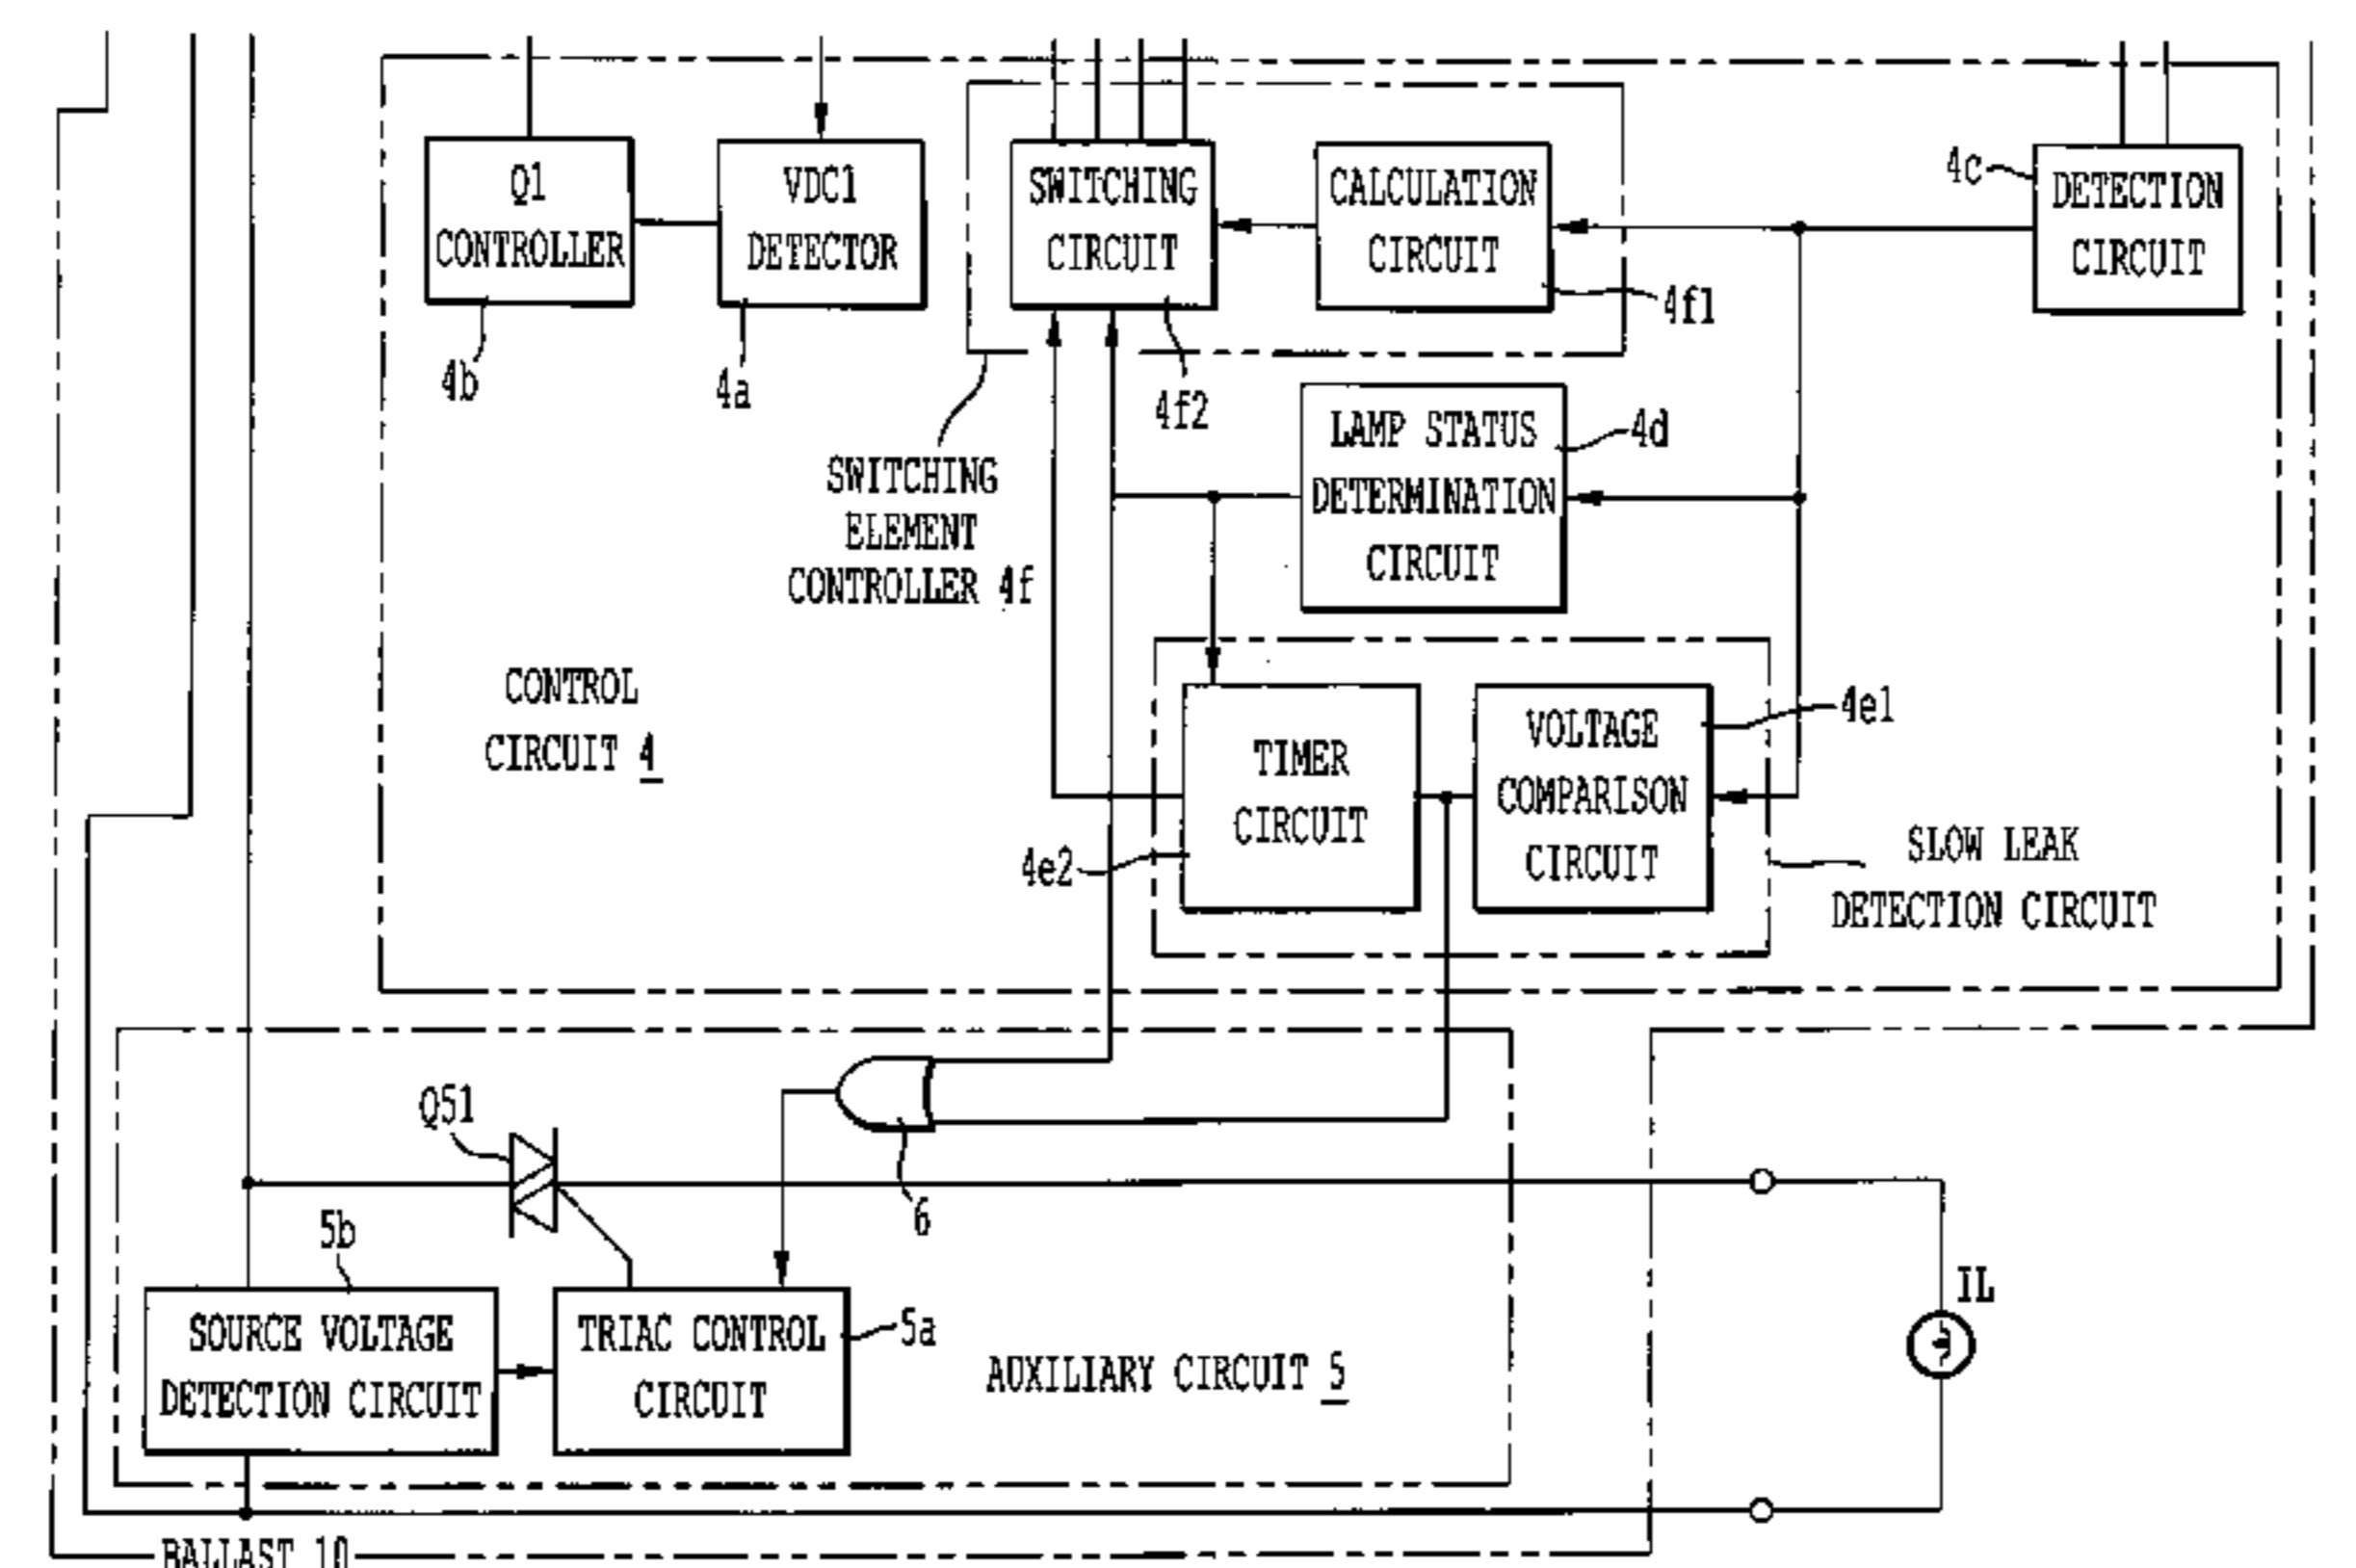 Q1
CONTROLLER
4b
VDC1
DETECTOR
4a
SWITCHING
CIRCUIT
4f2
CALCULATION
CIRCUIT
4f1
4c
DETECTION
CIRCUIT
SWITCHING
ELEMENT
CONTROLLER 4f
LAMP STATUS
DETERMINATION
CIRCUIT
4d
CONTROL
CIRCUIT 4
TIMER
CIRCUIT
4e2
VOLTAGE
COMPARISON
CIRCUIT
4e1
SLOW LEAK
DETECTION CIRCUIT
Q51
6
5b
SOURCE VOLTAGE
DETECTION CIRCUIT
TRIAC CONTROL
CIRCUIT
5a
AUXILIARY CIRCUIT 5
IL
BALLAST 10